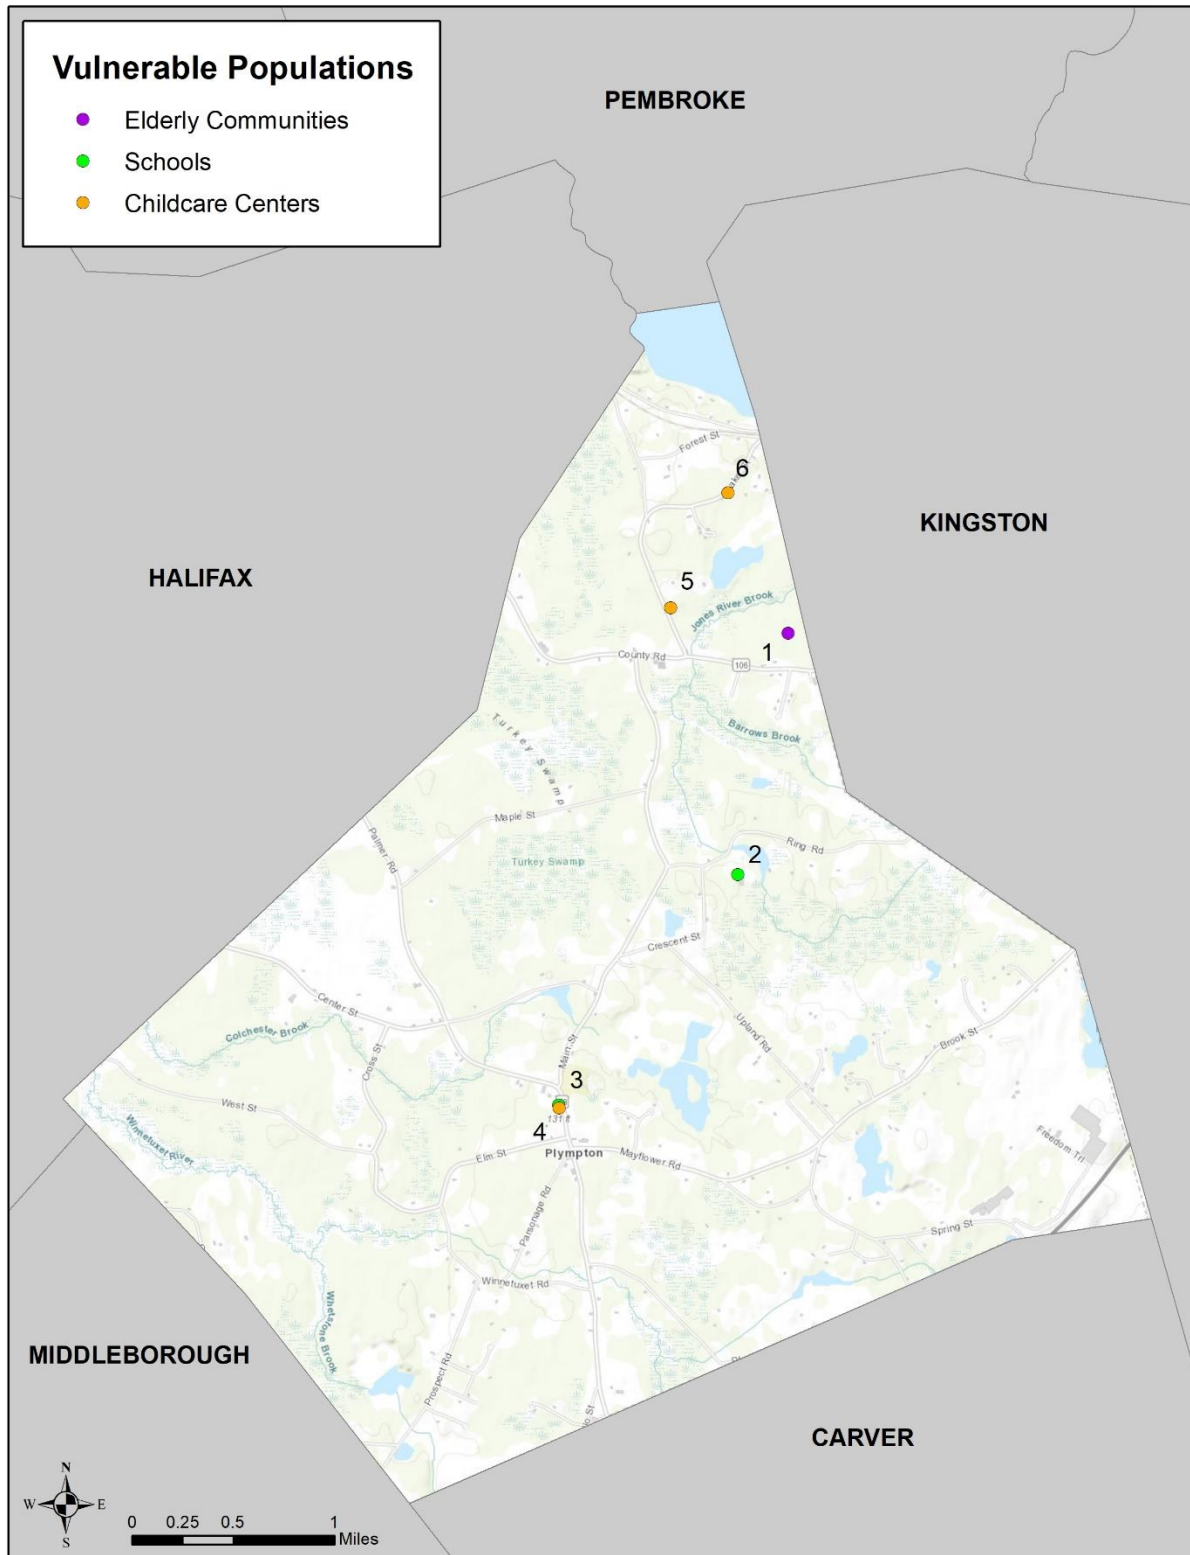 Vulnerable Populations
Elderly Communities
Schools
Childcare Centers
PEMBROKE
HALIFAX
KINGSTON
MIDDLEBOROUGH
CARVER
Forest St
6
5
Jones River Brook
1
County Rd
106
Barrows Brook
Turkey Swamp
Maple St
Palmer Rd
Turkey Swamp
Ring Rd
2
Crescent St
Center St
Colchester Brook
Cross St
Main St
Upland Rd
Brook St
3
West St
Winnetuxet River
131 ft
4
Elm St
Plympton
Mayflower Rd
Freedom Trl
Parsonage Rd
Spring St
Winnetuxet Rd
Whetstone Brook
Prospect Rd
N
W E
S
0 0.25 0.5 1
Miles